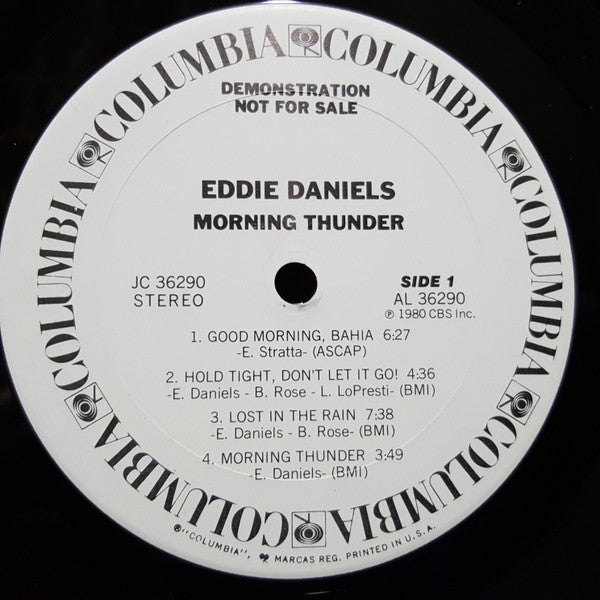 COLUMBIA COLUMBIA COLUMBIA COLUMBIA COLUMBIA COLUMBIA COLUMBIA COLUMBIA
DEMONSTRATION
NOT FOR SALE
EDDIE DANIELS
MORNING THUNDER
JC 36290
STEREO
SIDE 1
AL 36290
℗ 1980 CBS Inc.
1. GOOD MORNING, BAHIA 6:27
-E. Stratta- (ASCAP)
2. HOLD TIGHT, DON'T LET IT GO! 4:36
-E. Daniels - B. Rose - L. LoPresti- (BMI)
3. LOST IN THE RAIN 7:38
-E. Daniels - B. Rose- (BMI)
4. MORNING THUNDER 3:49
-E. Daniels- (BMI)
®"COLUMBIA", MARCAS REG. PRINTED IN U.S.A.